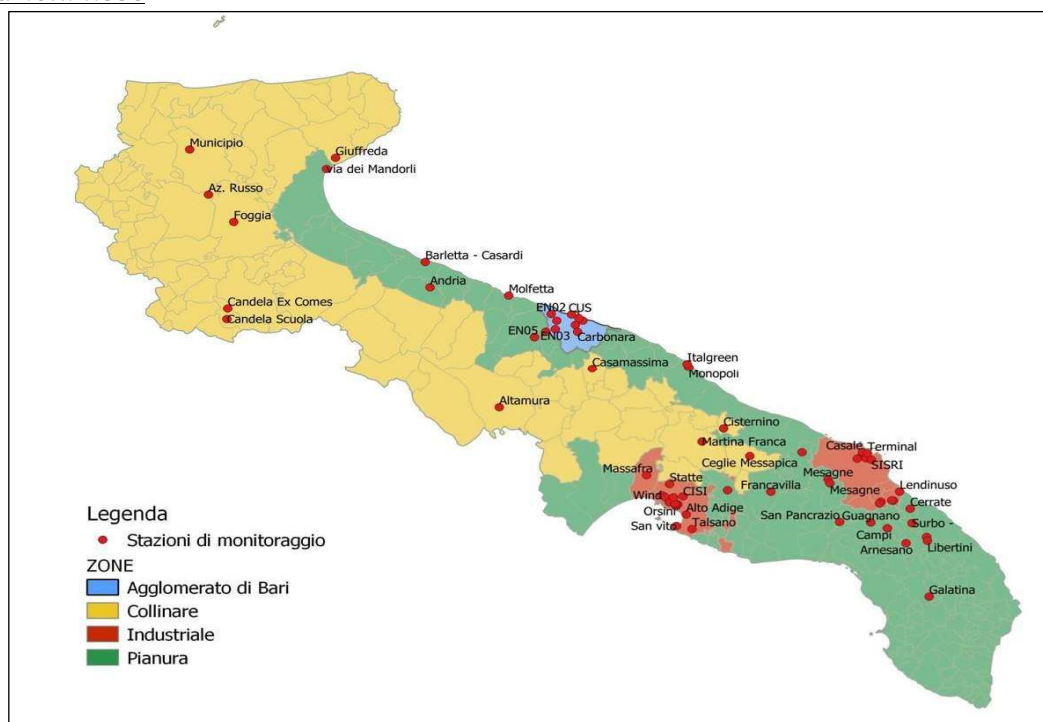 Municipio
Giuffreda
via dei Mandorli
Az. Russo
Foggia
Barletta - Casardi
Andria
Molfetta
Candela Ex Comes
Candela Scuola
EN02
CUS
EN05
EN03
Carbonara
Casamassima
Italgreen
Monopoli
Altamura
Cisternino
Martina Franca
Casale
Terminal
Ceglie Messapica
SISRI
Massafra
Statte
Mesagne
Francavilla
Mesagne
Lendinuso
Wind
CISI
Cerrate
Orsini
Alto Adige
San Pancrazio
Guagnano
San vito
Talsano
Campi
Surbo -
Arnesano
Libertini
Galatina
Legenda
Stazioni di monitoraggio
ZONE
Agglomerato di Bari
Collinare
Industriale
Pianura